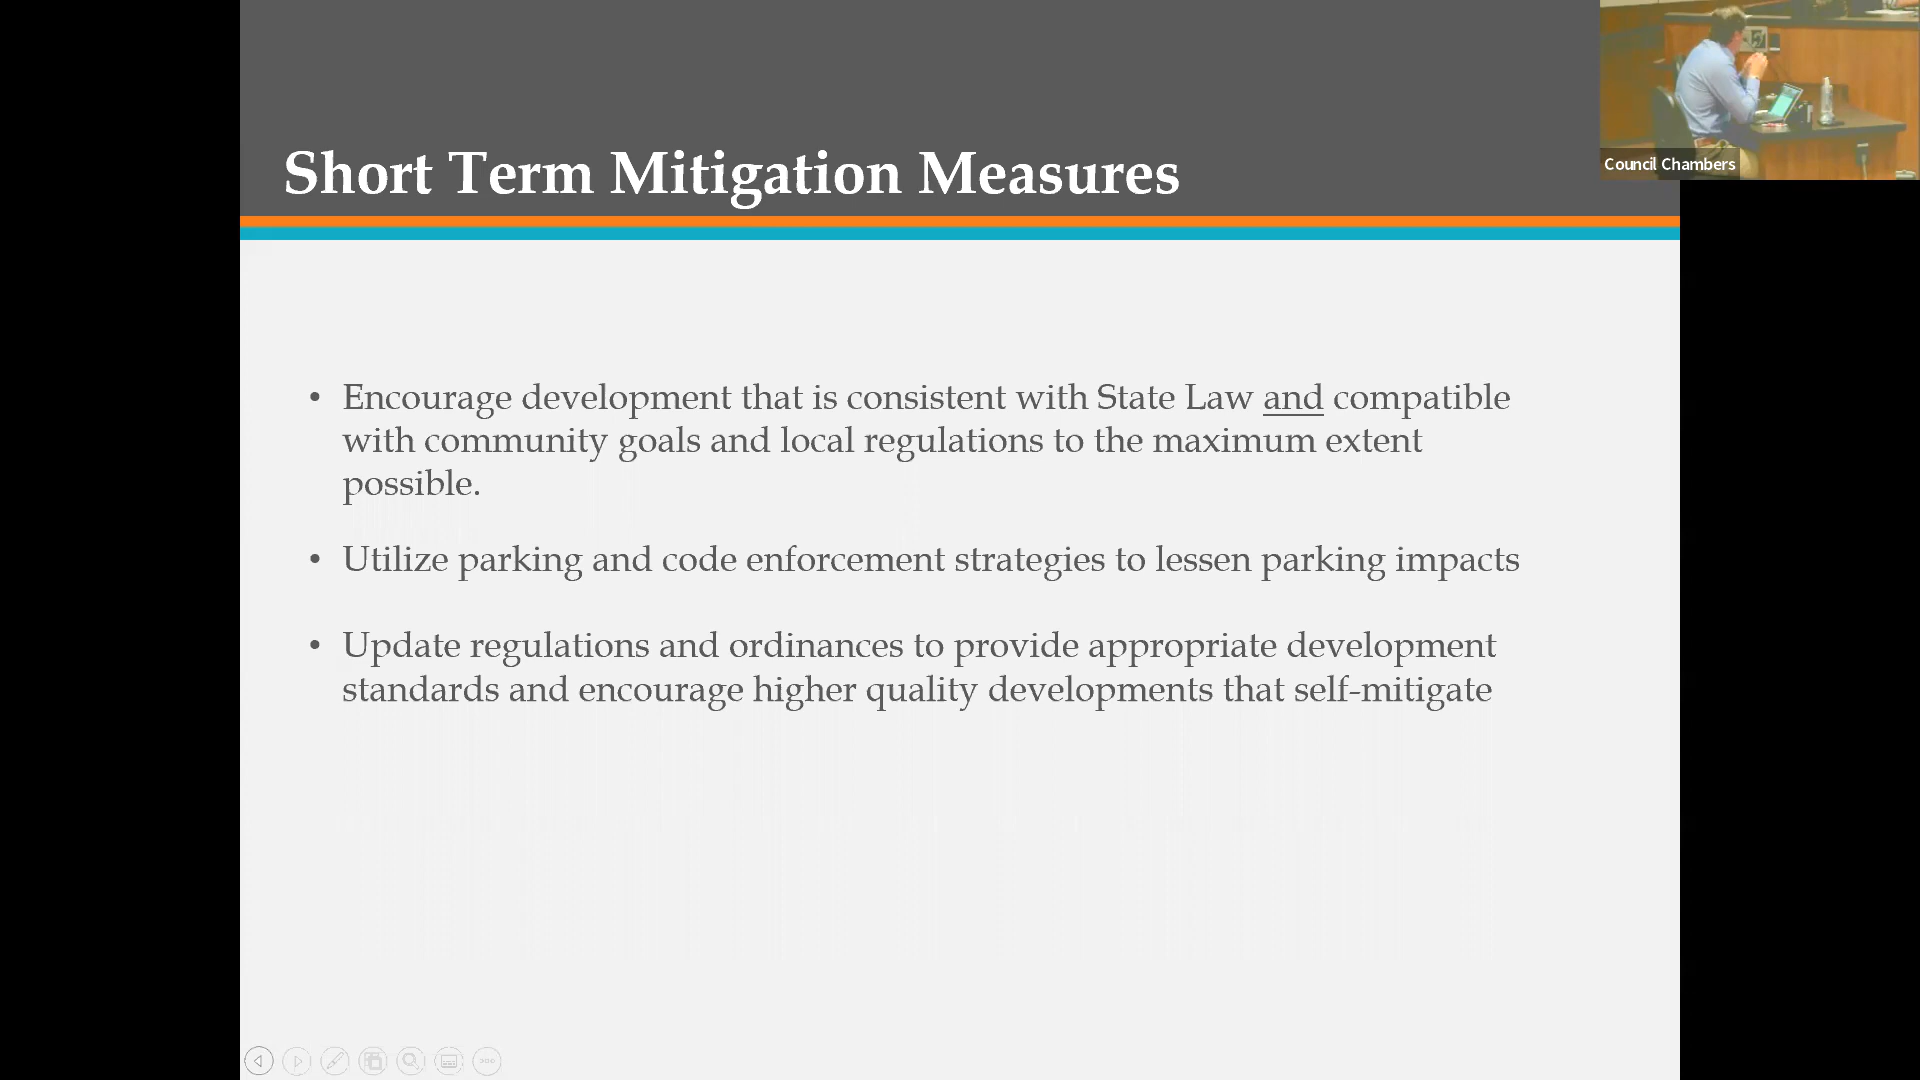 Short Term Mitigation Measures
Council Chambers
• Encourage development that is consistent with State Law and compatible
with community goals and local regulations to the maximum extent
possible.
• Utilize parking and code enforcement strategies to lessen parking impacts
• Update regulations and ordinances to provide appropriate development
standards and encourage higher quality developments that self-mitigate